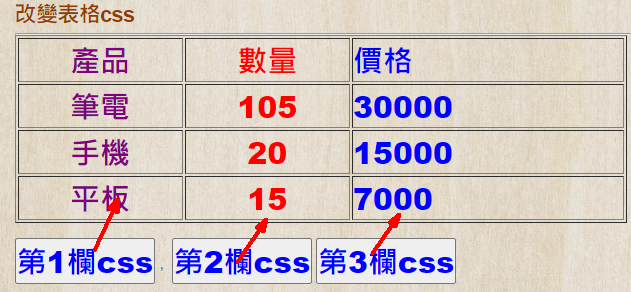 改變表格css
產品 數量 價格
筆電 105 30000
手機 20 15000
平板 15 7000
第1欄css , 第2欄css 第3欄css